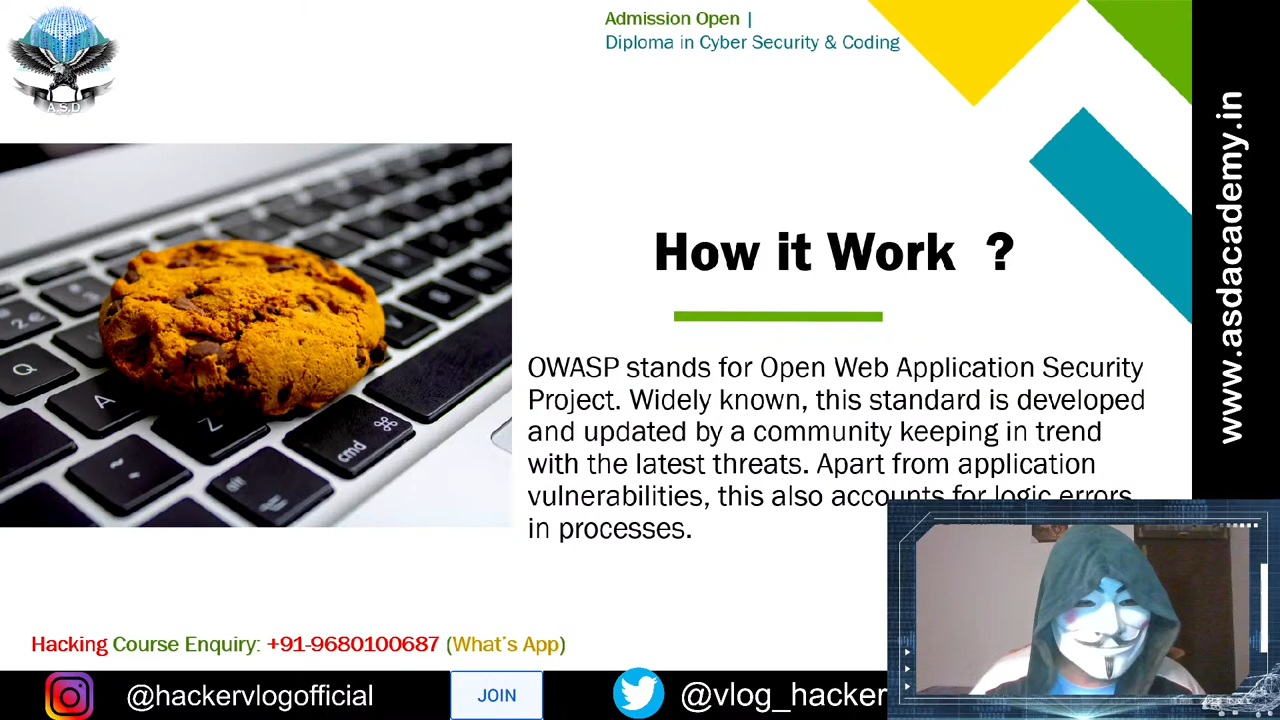 Admission Open |
Diploma in Cyber Security & Coding
A.S.D
www.asdacademy.in
How it Work ?
OWASP stands for Open Web Application Security
Project. Widely known, this standard is developed
and updated by a community keeping in trend
with the latest threats. Apart from application
vulnerabilities, this also accounts for logic errors
in processes.
Q
A
Z
cmd
alt
Hacking Course Enquiry: +91-9680100687 (What's App)
@hackervlogofficial
JOIN
@vlog_hacker